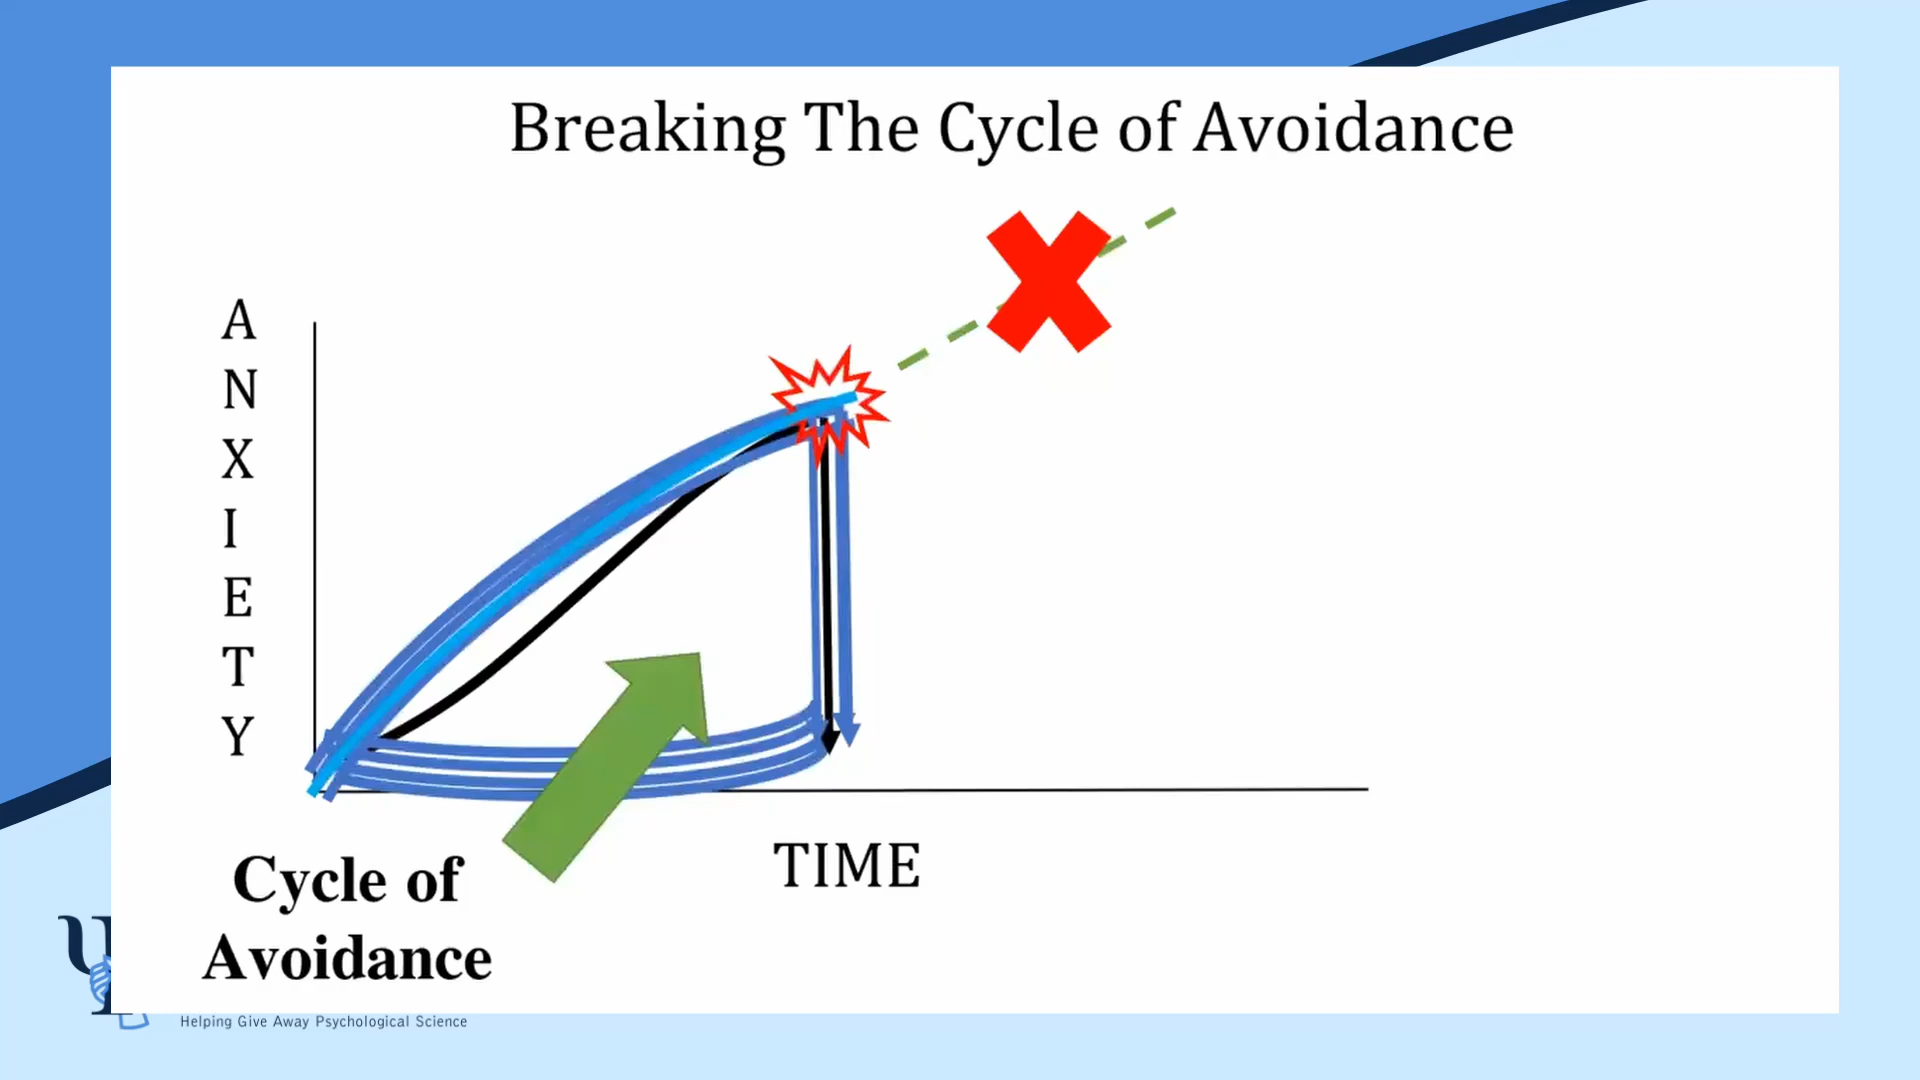 Breaking The Cycle of Avoidance
A
N
X
I
E
T
Y
TIME
Cycle of
Avoidance
Helping Give Away Psychological Science